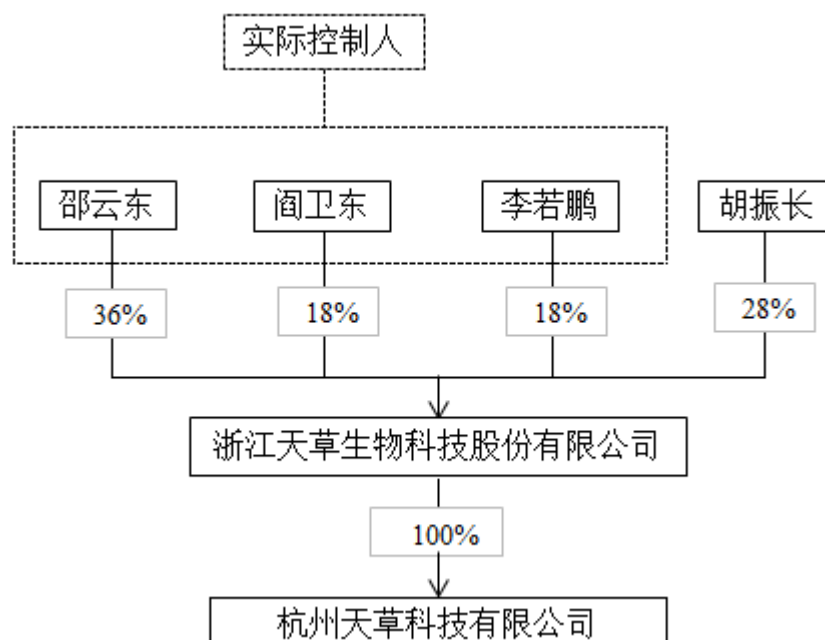 实际控制人
邵云东
阎卫东
李若鹏
胡振长
36%
18%
18%
28%
浙江天草生物科技股份有限公司
100%
杭州天草科技有限公司